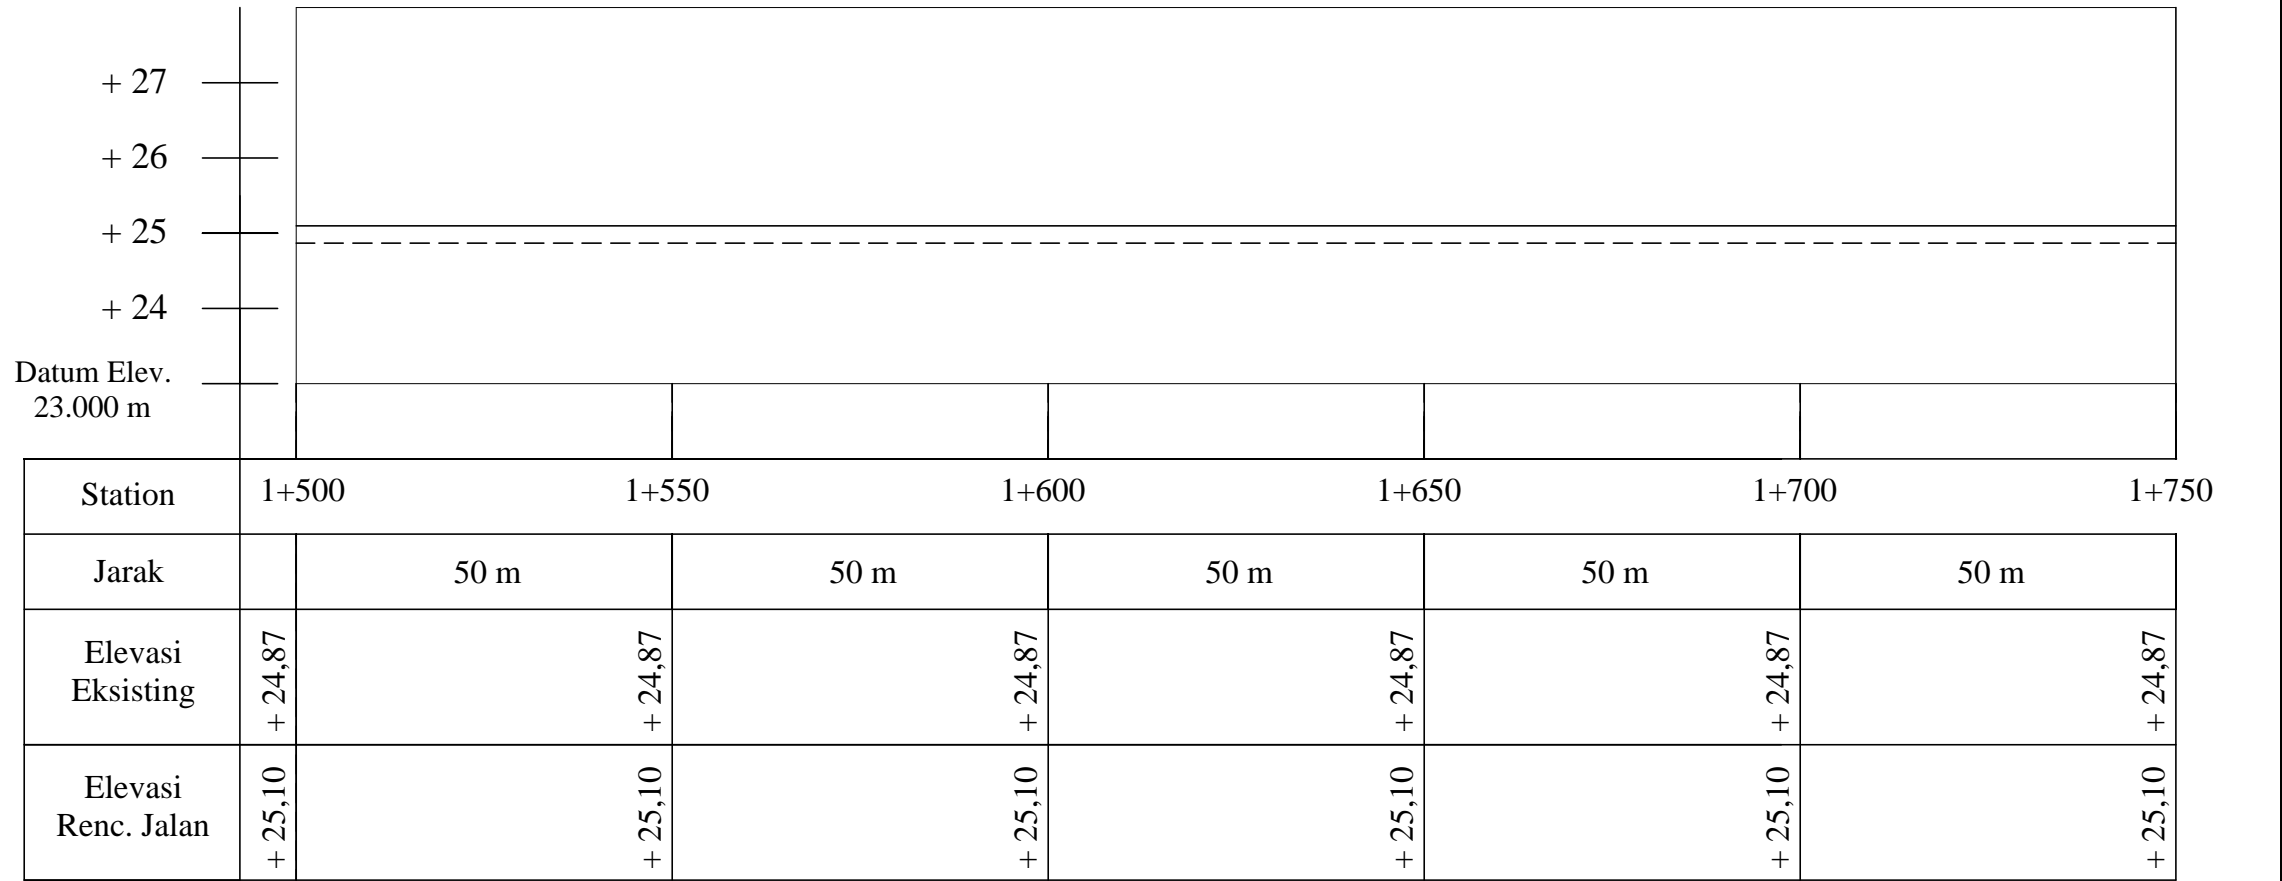 + 27
+ 26
+ 25
+ 24
Datum Elev.
23.000 m
Station 1+500 1+550 1+600 1+650 1+700 1+750
Jarak 50 m 50 m 50 m 50 m 50 m
Elevasi
Eksisting
+ 24,87 + 24,87 + 24,87 + 24,87 + 24,87 + 24,87
Elevasi
Renc. Jalan
+ 25,10 + 25,10 + 25,10 + 25,10 + 25,10 + 25,10